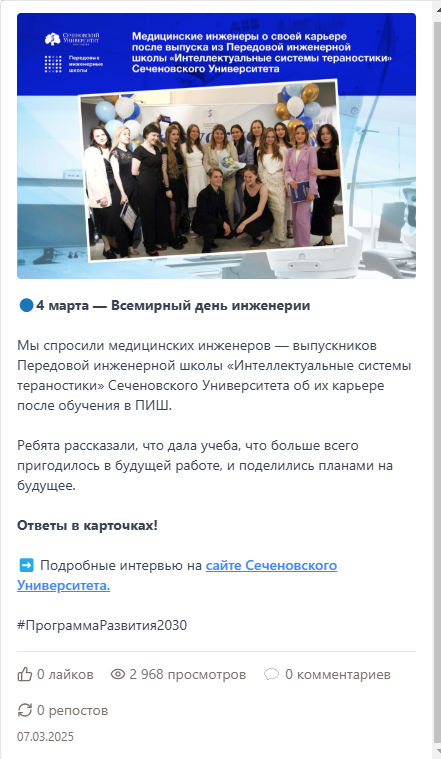 Сеченовский
Университет
Передовые
инженерные
школы
Медицинские инженеры о своей карьере
после выпуска из Передовой инженерной
школы «Интеллектуальные системы тераностики»
Сеченовского Университета
4 марта — Всемирный день инженерии
Мы спросили медицинских инженеров — выпускников
Передовой инженерной школы «Интеллектуальные системы
тераностики» Сеченовского Университета об их карьере
после обучения в ПИШ.
Ребята рассказали, что дала учеба, что больше всего
пригодилось в будущей работе, и поделились планами на
будущее.
Ответы в карточках!
Подробные интервью на сайте Сеченовского
Университета.
#ПрограммаРазвития2030
0 лайков 2 968 просмотров 0 комментариев
0 репостов
07.03.2025